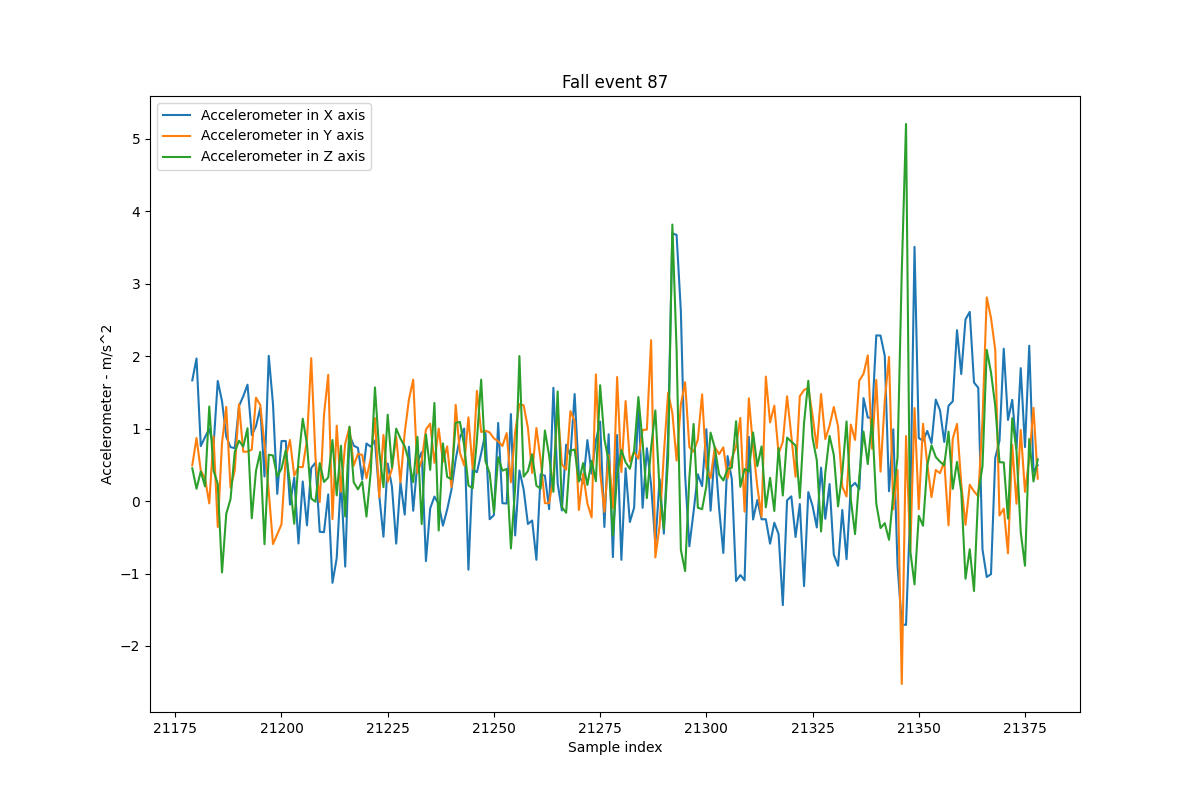 Fall event 87
Accelerometer in X axis
Accelerometer in Y axis
Accelerometer in Z axis
5
4
3
2
1
0
−1
−2
Accelerometer - m/s^2
21175 21200 21225 21250 21275 21300 21325 21350 21375
Sample index